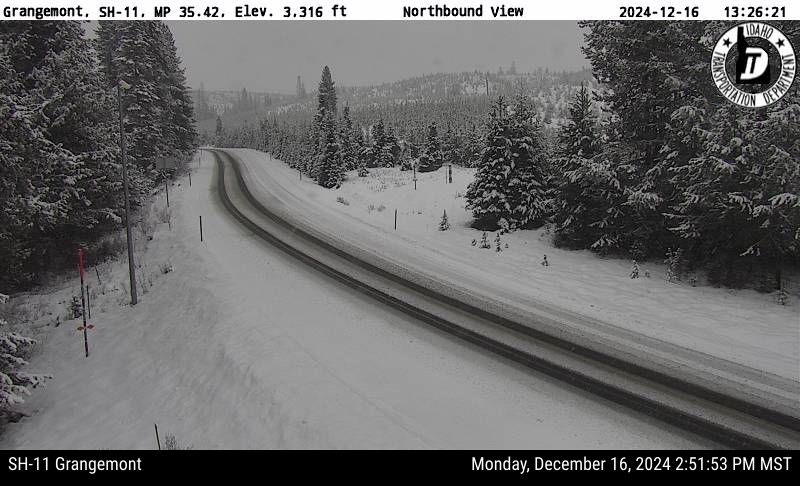 Grangemont, SH-11, MP 35.42, Elev. 3,316 ft Northbound View 2024-12-16 13:26:21
IDAHO
TRANSPORTATION DEPARTMENT
SH-11 Grangemont Monday, December 16, 2024 2:51:53 PM MST